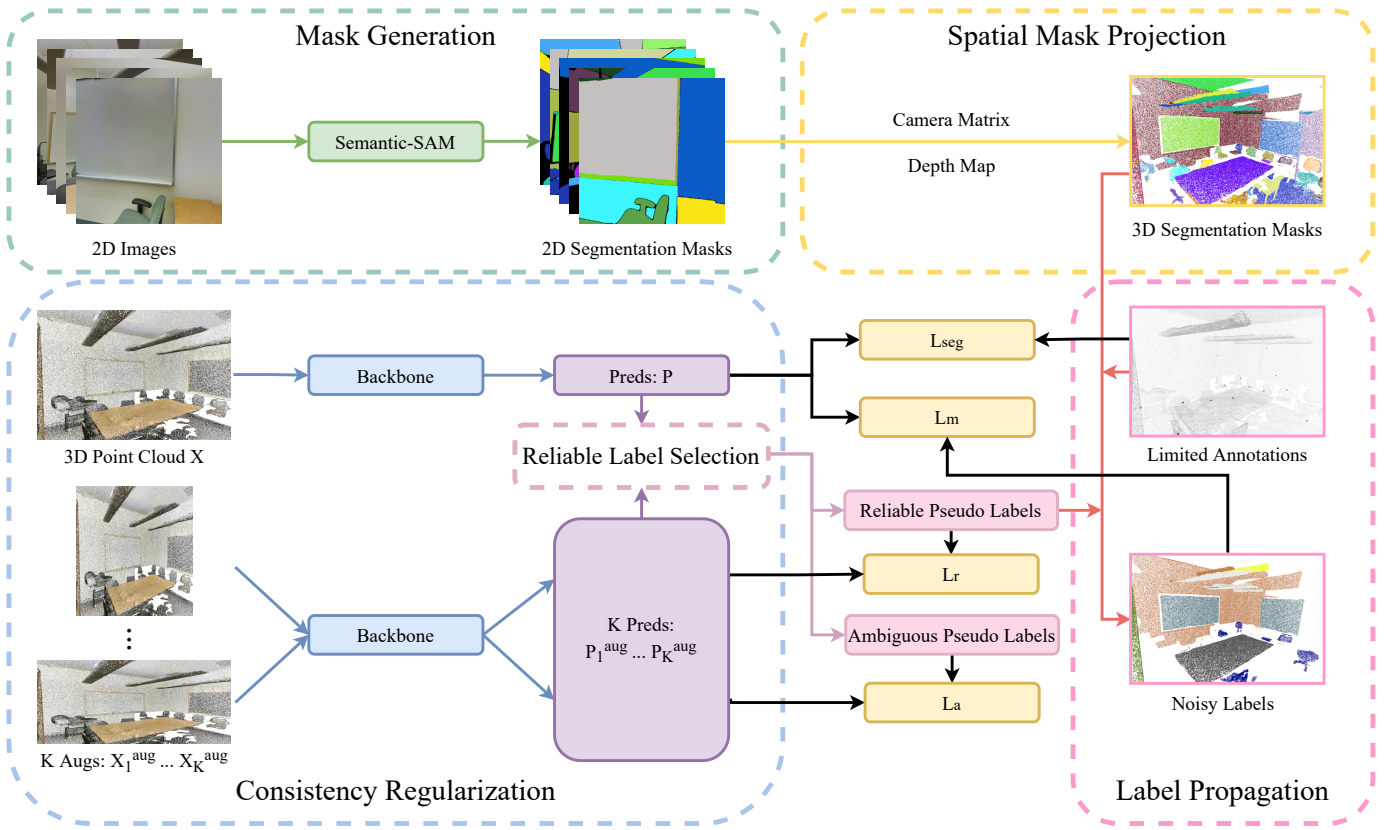 Mask Generation
Semantic-SAM
2D Images
2D Segmentation Masks
Spatial Mask Projection
Camera Matrix
Depth Map
3D Segmentation Masks
3D Point Cloud X
Backbone
Preds: P
Reliable Label Selection
Backbone
K Preds:
P₁ᵃᵘᵍ ... P_Kᵃᵘᵍ
⋮
K Augs: X₁ᵃᵘᵍ ... X_Kᵃᵘᵍ
Consistency Regularization
Lseg
Lm
Reliable Pseudo Labels
Lr
Ambiguous Pseudo Labels
La
Limited Annotations
Noisy Labels
Label Propagation